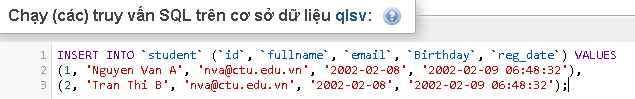 Chạy (các) truy vấn SQL trên cơ sở dữ liệu qlsv:
1 INSERT INTO `student` (`id`, `fullname`, `email`, `Birthday`, `reg_date`) VALUES
2 (1, 'Nguyen Van A', 'nva@ctu.edu.vn', '2002-02-08', '2002-02-09 06:48:32'),
3 (2, 'Tran Thi B', 'nva@ctu.edu.vn', '2002-02-08', '2002-02-09 06:48:32');